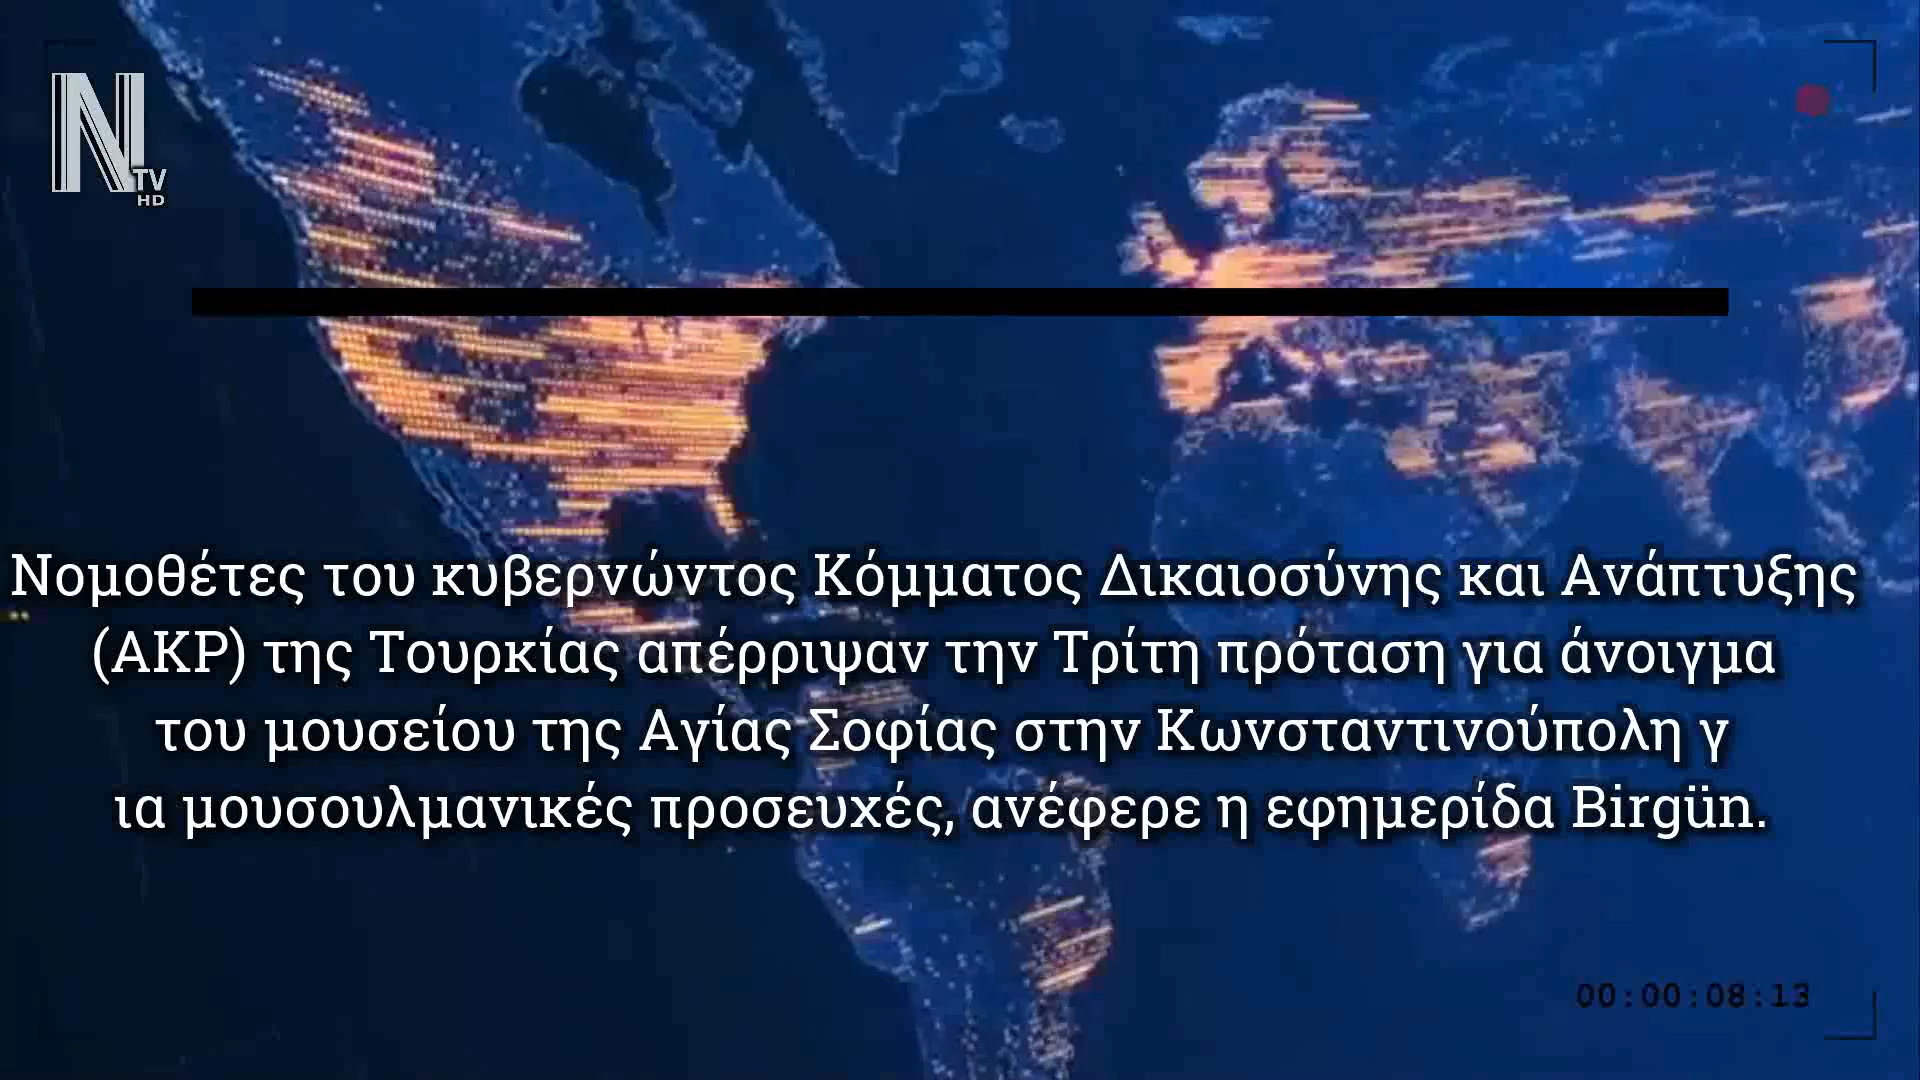 N TV
HD
Νομοθέτες του κυβερνώντος Κόμματος Δικαιοσύνης και Ανάπτυξης
(AKP) της Τουρκίας απέρριψαν την Τρίτη πρόταση για άνοιγμα
του μουσείου της Αγίας Σοφίας στην Κωνσταντινούπολη γ
ια μουσουλμανικές προσευχές, ανέφερε η εφημερίδα Birgün.
00:00:08:13